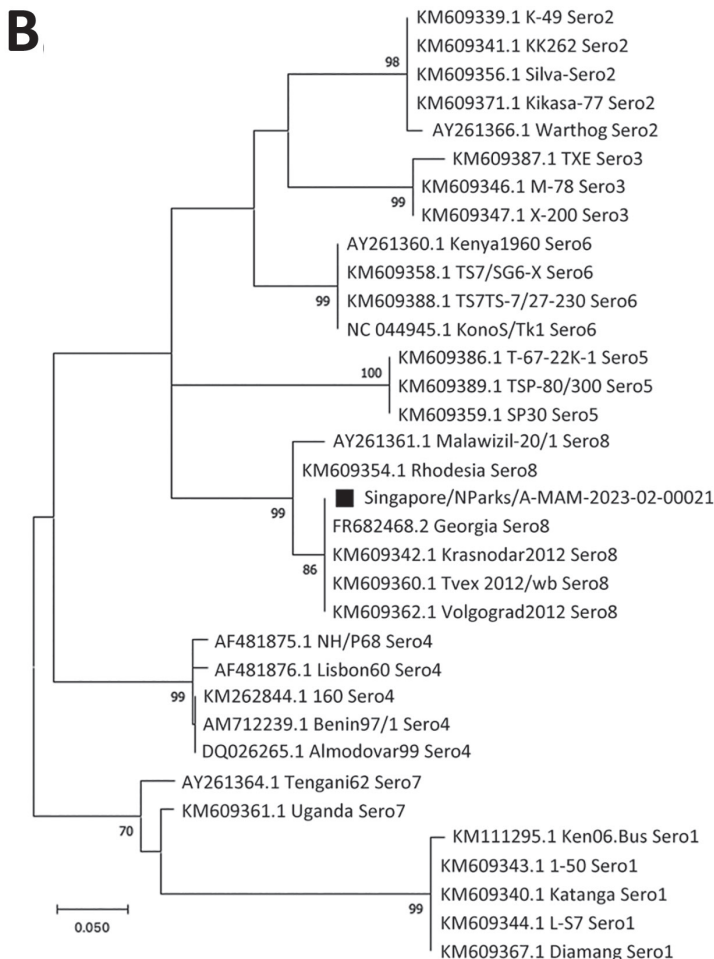 B
KM609339.1 K-49 Sero2
KM609341.1 KK262 Sero2
98
KM609356.1 Silva-Sero2
KM609371.1 Kikasa-77 Sero2
AY261366.1 Warthog Sero2
KM609387.1 TXE Sero3
KM609346.1 M-78 Sero3
99
KM609347.1 X-200 Sero3
AY261360.1 Kenya1960 Sero6
KM609358.1 TS7/SG6-X Sero6
99
KM609388.1 TS7TS-7/27-230 Sero6
NC 044945.1 KonoS/Tk1 Sero6
KM609386.1 T-67-22K-1 Sero5
100
KM609389.1 TSP-80/300 Sero5
KM609359.1 SP30 Sero5
AY261361.1 Malawizil-20/1 Sero8
KM609354.1 Rhodesia Sero8
Singapore/NParks/A-MAM-2023-02-00021
99
FR682468.2 Georgia Sero8
KM609342.1 Krasnodar2012 Sero8
86
KM609360.1 Tvex 2012/wb Sero8
KM609362.1 Volgograd2012 Sero8
AF481875.1 NH/P68 Sero4
AF481876.1 Lisbon60 Sero4
99
KM262844.1 160 Sero4
AM712239.1 Benin97/1 Sero4
DQ026265.1 Almodovar99 Sero4
AY261364.1 Tengani62 Sero7
KM609361.1 Uganda Sero7
70
KM111295.1 Ken06.Bus Sero1
KM609343.1 1-50 Sero1
KM609340.1 Katanga Sero1
99
KM609344.1 L-S7 Sero1
0.050
KM609367.1 Diamang Sero1